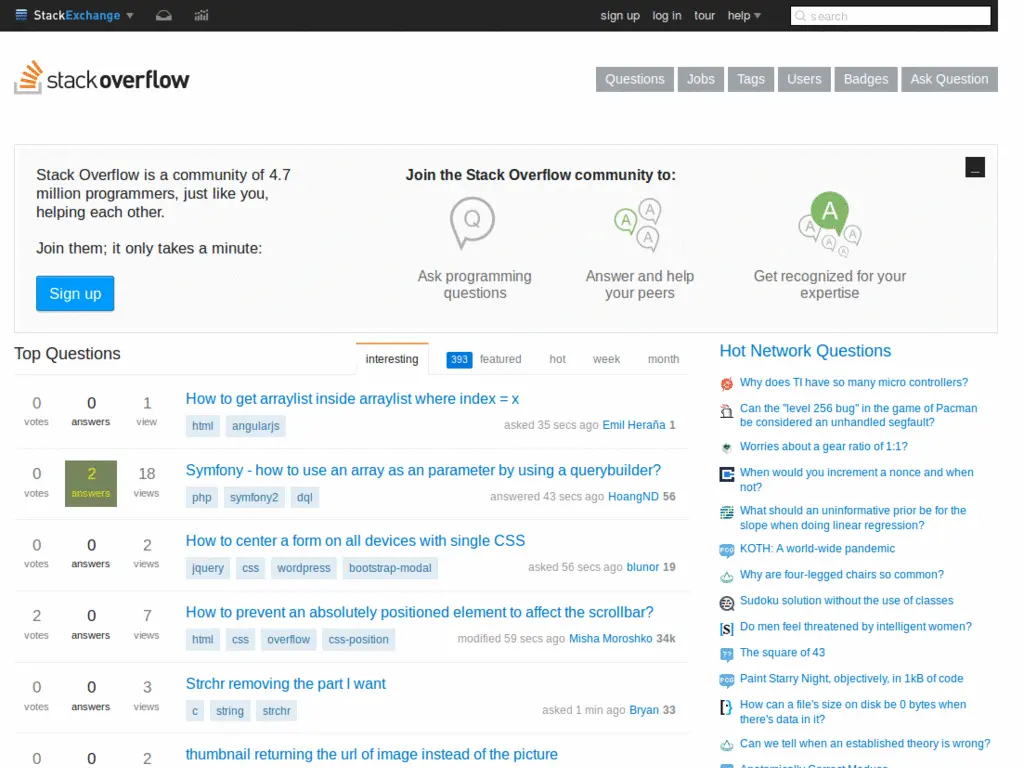 StackExchange
sign up log in tour help
search
stackoverflow
Questions Jobs Tags Users Badges Ask Question
Stack Overflow is a community of 4.7
million programmers, just like you,
helping each other.
Join them; it only takes a minute:
Sign up
Join the Stack Overflow community to:
Q
A
A
A
A
A
A
A
A
Ask programming
questions
Answer and help
your peers
Get recognized for your
expertise
_
Top Questions
interesting 393 featured hot week month
0 votes
0 answers
1 view
How to get arraylist inside arraylist where index = x
html angularjs
asked 35 secs ago Emil Heraña 1
0 votes
2 answers
18 views
Symfony - how to use an array as an parameter by using a querybuilder?
php symfony2 dql
answered 43 secs ago HoangND 56
0 votes
0 answers
2 views
How to center a form on all devices with single CSS
jquery css wordpress bootstrap-modal
asked 56 secs ago blunor 19
2 votes
0 answers
7 views
How to prevent an absolutely positioned element to affect the scrollbar?
html css overflow css-position
modified 59 secs ago Misha Moroshko 34k
0 votes
0 answers
3 views
Strchr removing the part I want
c string strchr
asked 1 min ago Bryan 33
0
0
2
thumbnail returning the url of image instead of the picture
Hot Network Questions
Why does TI have so many micro controllers?
Can the "level 256 bug" in the game of Pacman
be considered an unhandled segfault?
Worries about a gear ratio of 1:1?
When would you increment a nonce and when
not?
What should an uninformative prior be for the
slope when doing linear regression?
KOTH: A world-wide pandemic
Why are four-legged chairs so common?
Sudoku solution without the use of classes
Do men feel threatened by intelligent women?
The square of 43
Paint Starry Night, objectively, in 1kB of code
How can a file's size on disk be 0 bytes when
there's data in it?
Can we tell when an established theory is wrong?